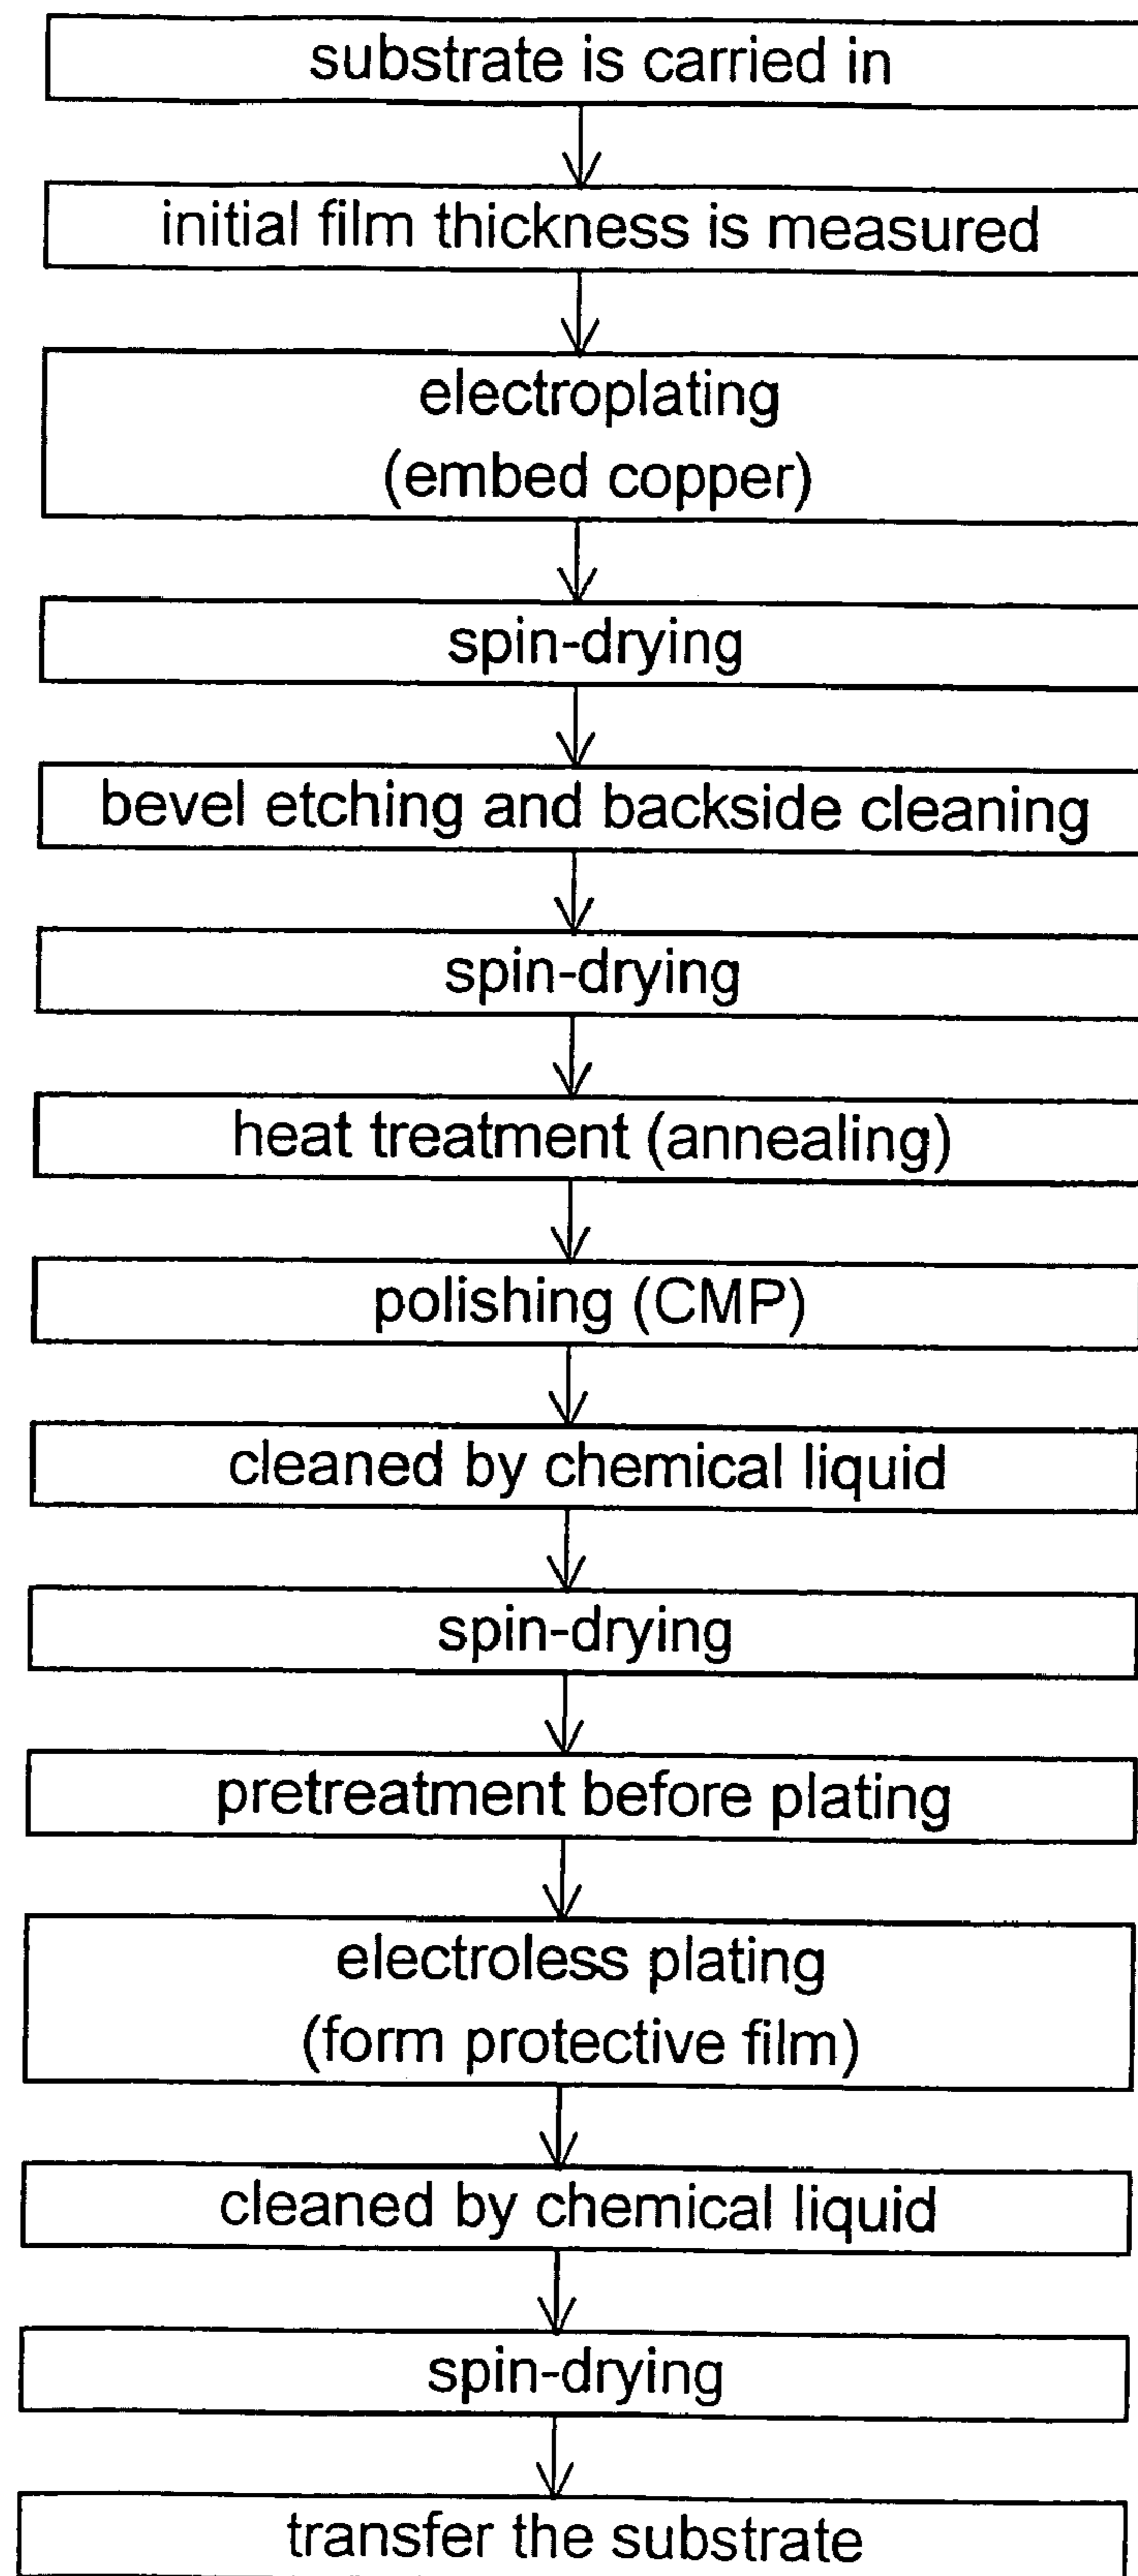 substrate is carried in
initial film thickness is measured
electroplating
(embed copper)
spin-drying
bevel etching and backside cleaning
spin-drying
heat treatment (annealing)
polishing (CMP)
cleaned by chemical liquid
spin-drying
pretreatment before plating
electroless plating
(form protective film)
cleaned by chemical liquid
spin-drying
transfer the substrate